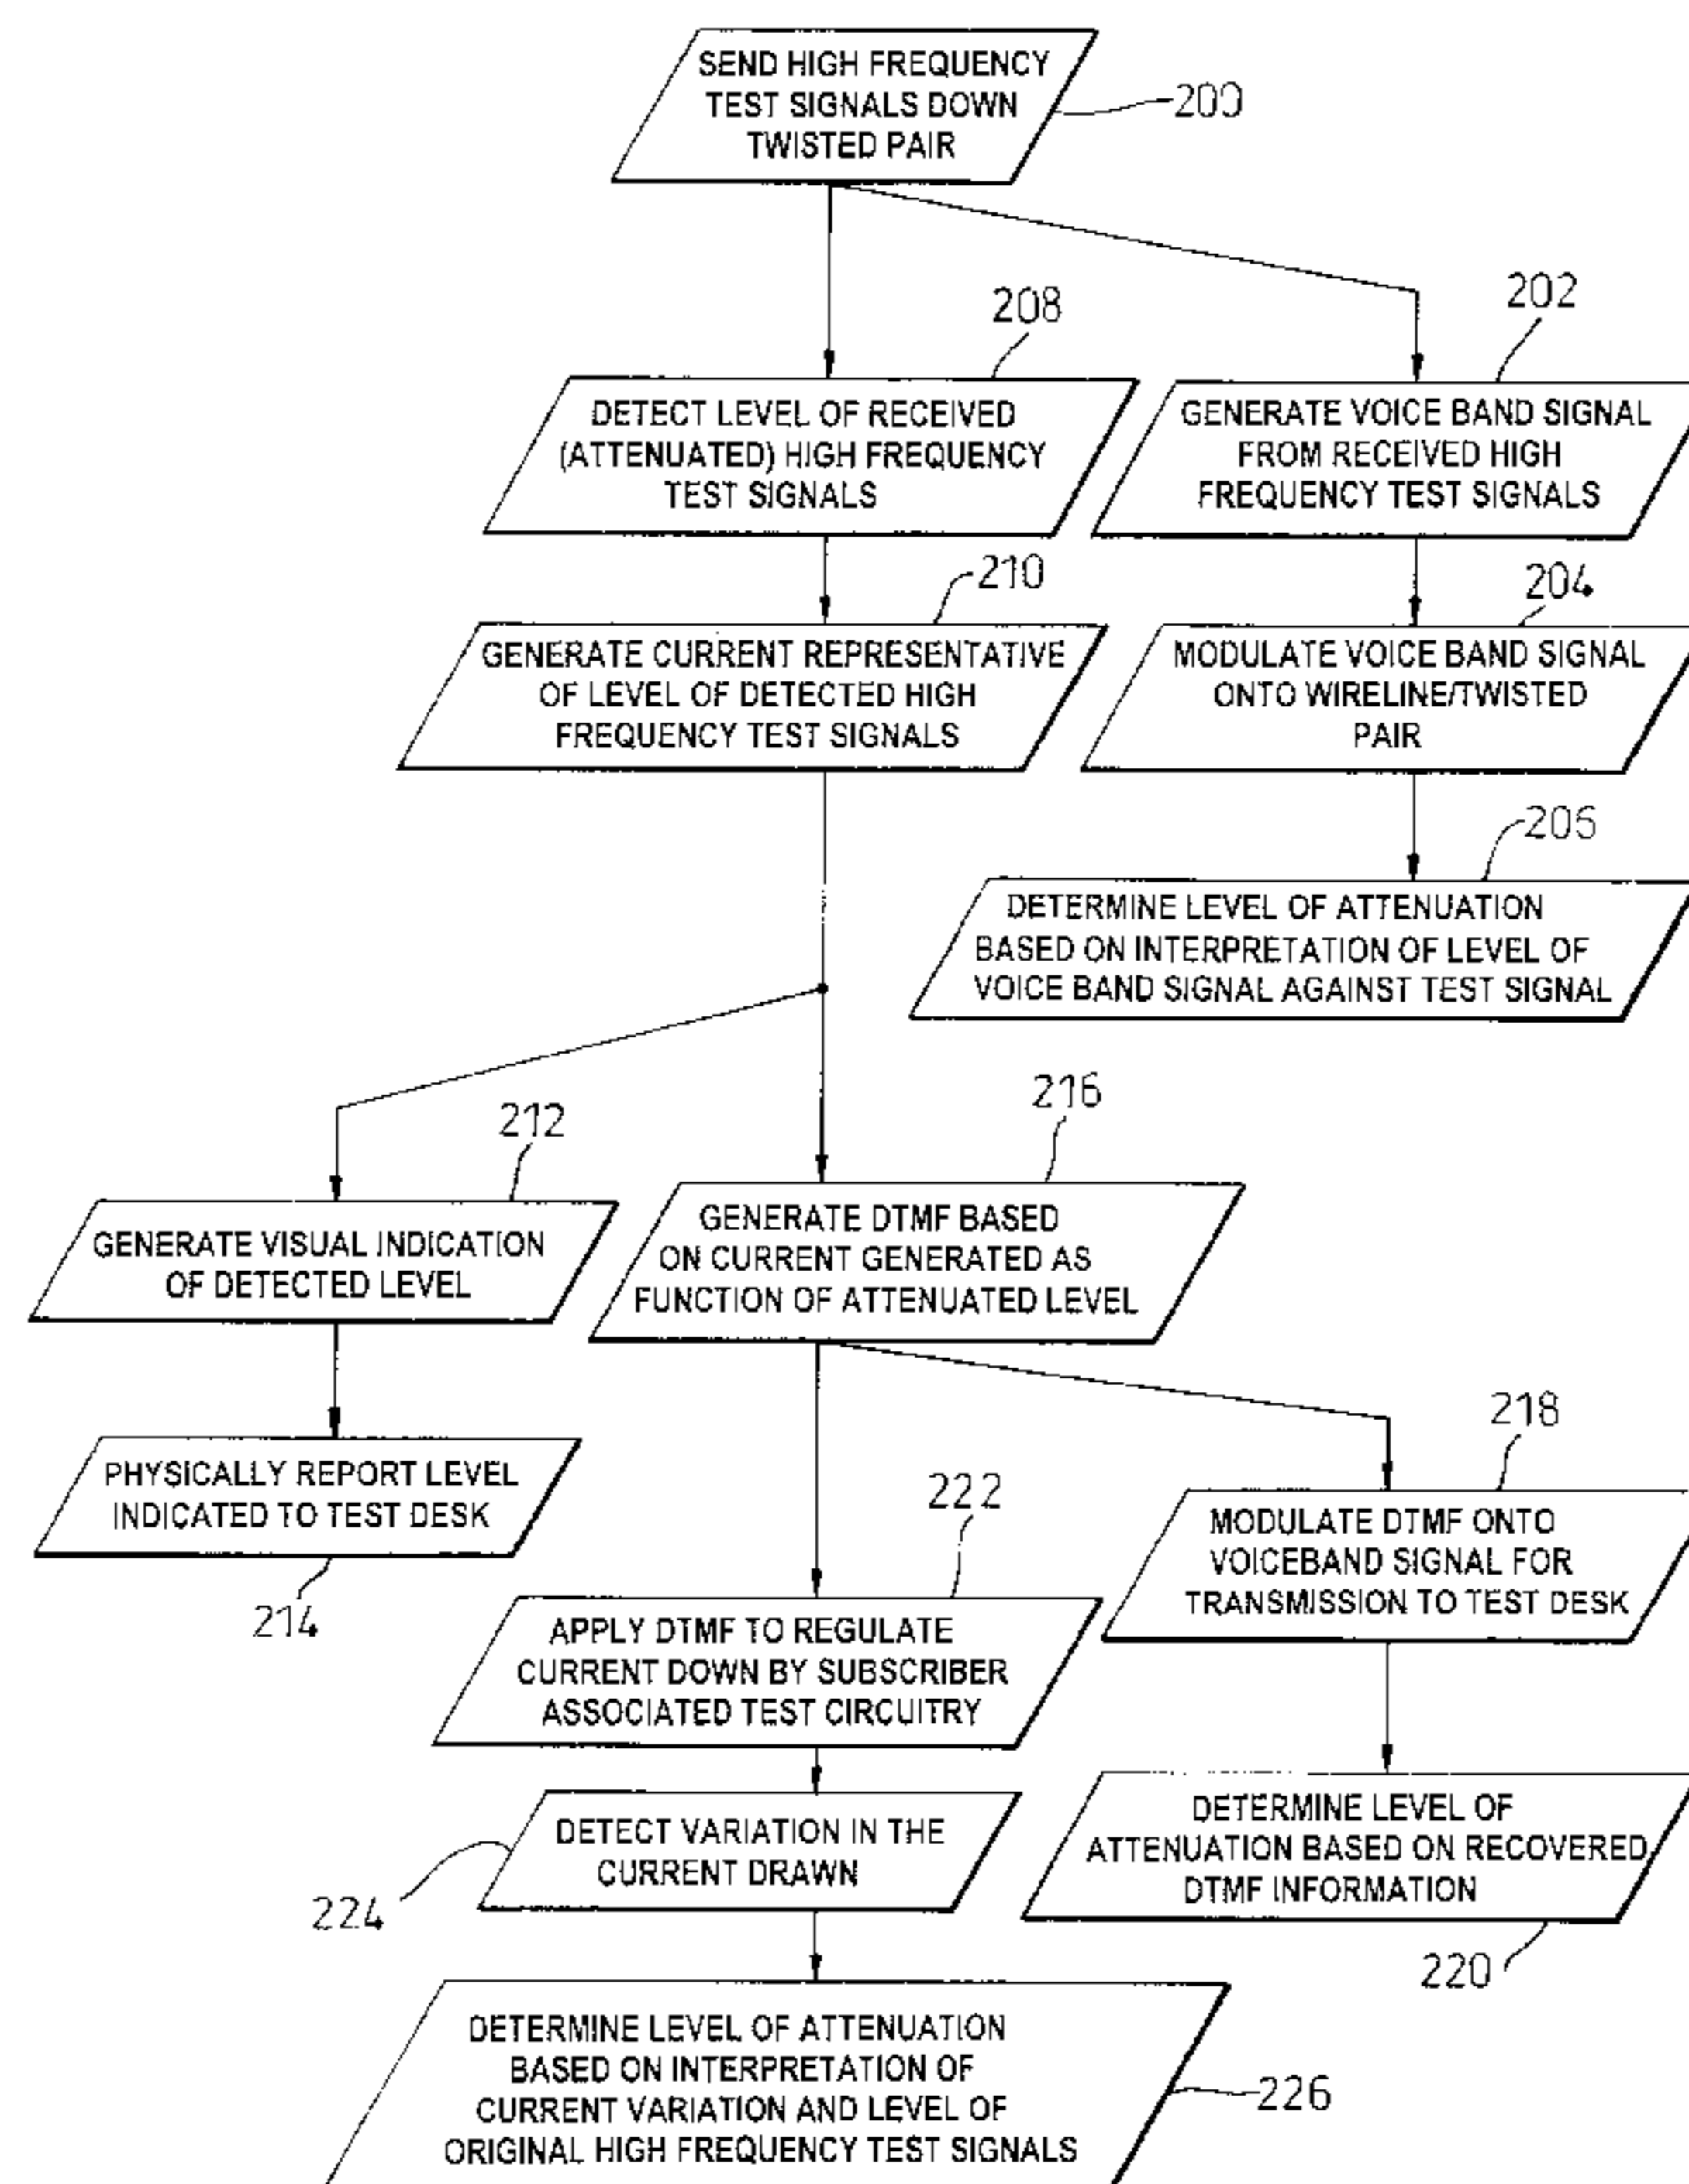 SEND HIGH FREQUENCY
TEST SIGNALS DOWN
TWISTED PAIR
200
208
202
DETECT LEVEL OF RECEIVED
(ATTENUATED) HIGH FREQUENCY
TEST SIGNALS
GENERATE VOICE BAND SIGNAL
FROM RECEIVED HIGH
FREQUENCY TEST SIGNALS
210
204
GENERATE CURRENT REPRESENTATIVE
OF LEVEL OF DETECTED HIGH
FREQUENCY TEST SIGNALS
MODULATE VOICE BAND SIGNAL
ONTO WIRELINE/TWISTED
PAIR
206
DETERMINE LEVEL OF ATTENUATION
BASED ON INTERPRETATION OF LEVEL OF
VOICE BAND SIGNAL AGAINST TEST SIGNAL
212
216
GENERATE VISUAL INDICATION
OF DETECTED LEVEL
GENERATE DTMF BASED
ON CURRENT GENERATED AS
FUNCTION OF ATTENUATED LEVEL
218
PHYSICALLY REPORT LEVEL
INDICATED TO TEST DESK
214
222
MODULATE DTMF ONTO
VOICEBAND SIGNAL FOR
TRANSMISSION TO TEST DESK
APPLY DTMF TO REGULATE
CURRENT DOWN BY SUBSCRIBER
ASSOCIATED TEST CIRCUITRY
DETECT VARIATION IN THE
CURRENT DRAWN
224
DETERMINE LEVEL OF
ATTENUATION BASED ON RECOVERED
DTMF INFORMATION
220
DETERMINE LEVEL OF ATTENUATION
BASED ON INTERPRETATION OF
CURRENT VARIATION AND LEVEL OF
ORIGINAL HIGH FREQUENCY TEST SIGNALS
226